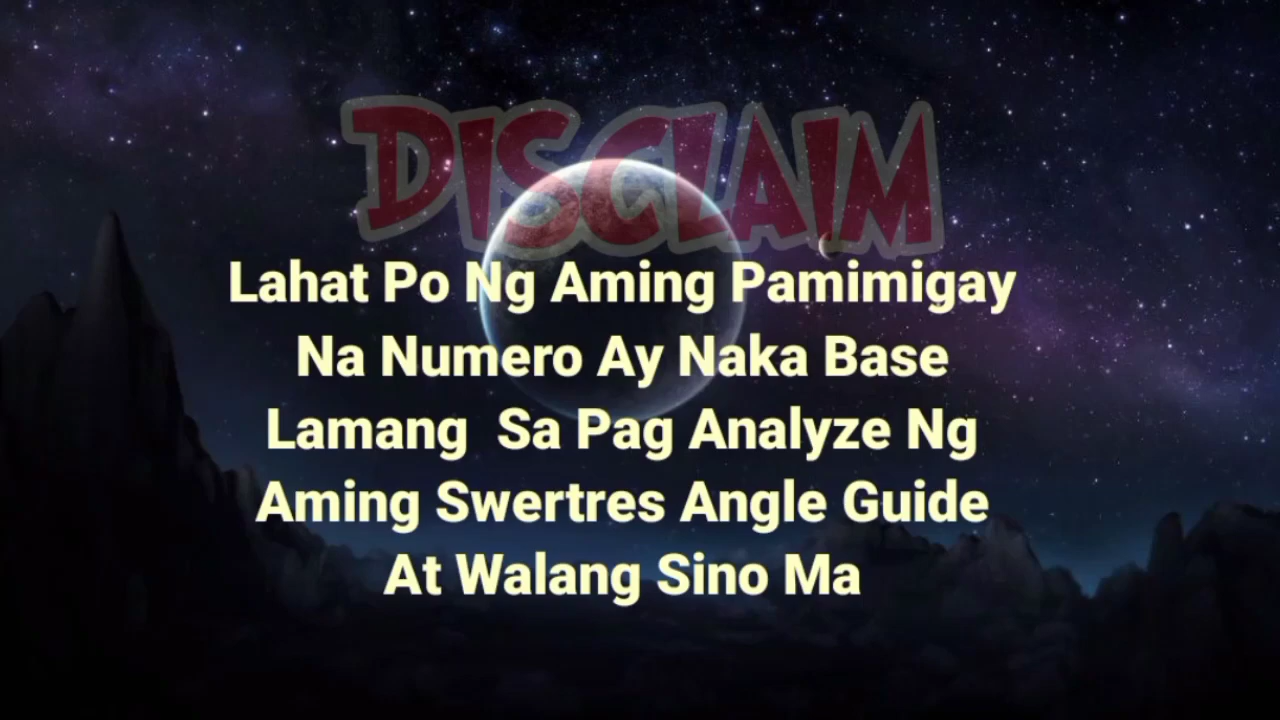 DISCLAIM
Lahat Po Ng Aming Pamimigay
Na Numero Ay Naka Base
Lamang Sa Pag Analyze Ng
Aming Swertres Angle Guide
At Walang Sino Ma